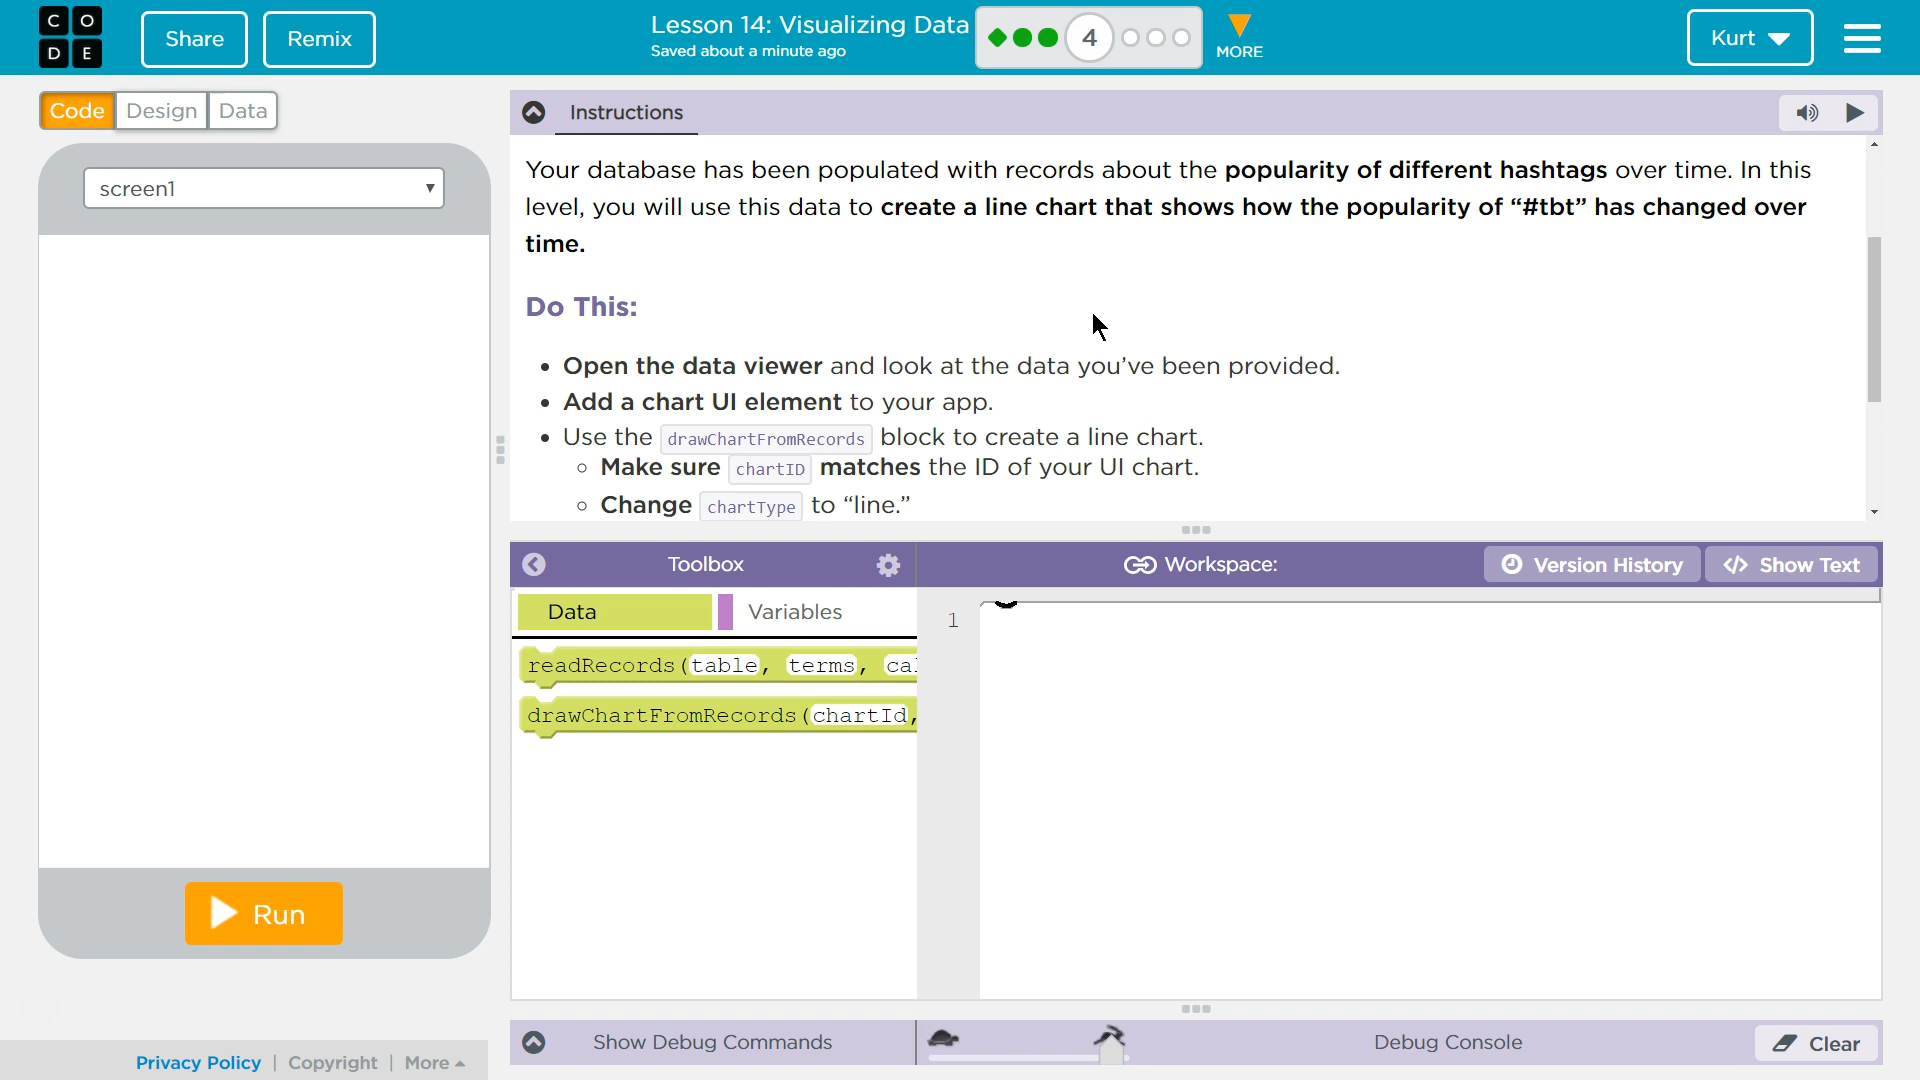 C O
D E
Share
Remix
Lesson 14: Visualizing Data
Saved about a minute ago
4
MORE
Kurt
Code Design Data
screen1
Instructions
Your database has been populated with records about the popularity of different hashtags over time. In this
level, you will use this data to create a line chart that shows how the popularity of “#tbt” has changed over
time.
Do This:
• Open the data viewer and look at the data you’ve been provided.
• Add a chart UI element to your app.
• Use the drawChartFromRecords block to create a line chart.
Make sure chartID matches the ID of your UI chart.
Change chartType to “line.”
Toolbox
Workspace:
Version History
</> Show Text
Data
Variables
1
readRecords(table, terms, cal
drawChartFromRecords(chartId,
Run
Show Debug Commands
Debug Console
Clear
Privacy Policy | Copyright | More